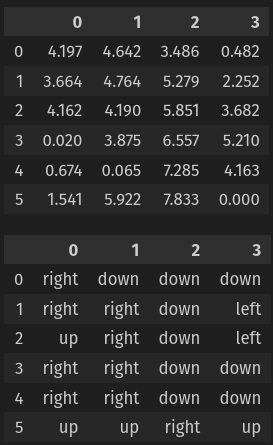 0 1 2 3
0 4.197 4.642 3.486 0.482
1 3.664 4.764 5.279 2.252
2 4.162 4.190 5.851 3.682
3 0.020 3.875 6.557 5.210
4 0.674 0.065 7.285 4.163
5 1.541 5.922 7.833 0.000
0 1 2 3
0 right down down down
1 right right down left
2 up right down left
3 right right down down
4 right right down down
5 up up right up